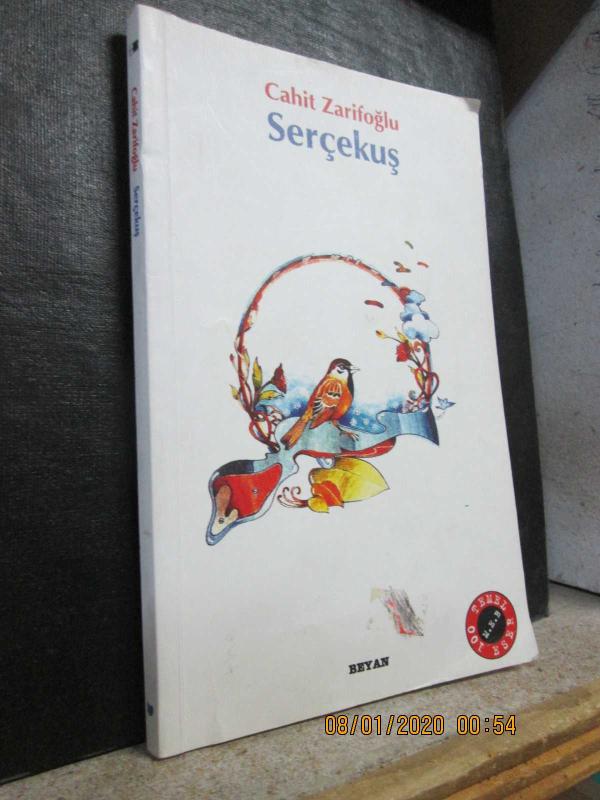 Cahit Zarifoğlu
Serçekuş
Cahit Zarifoğlu Serçekuş
100 TEMEL ESER
M.E.B
BEYAN
08/01/2020 00:54